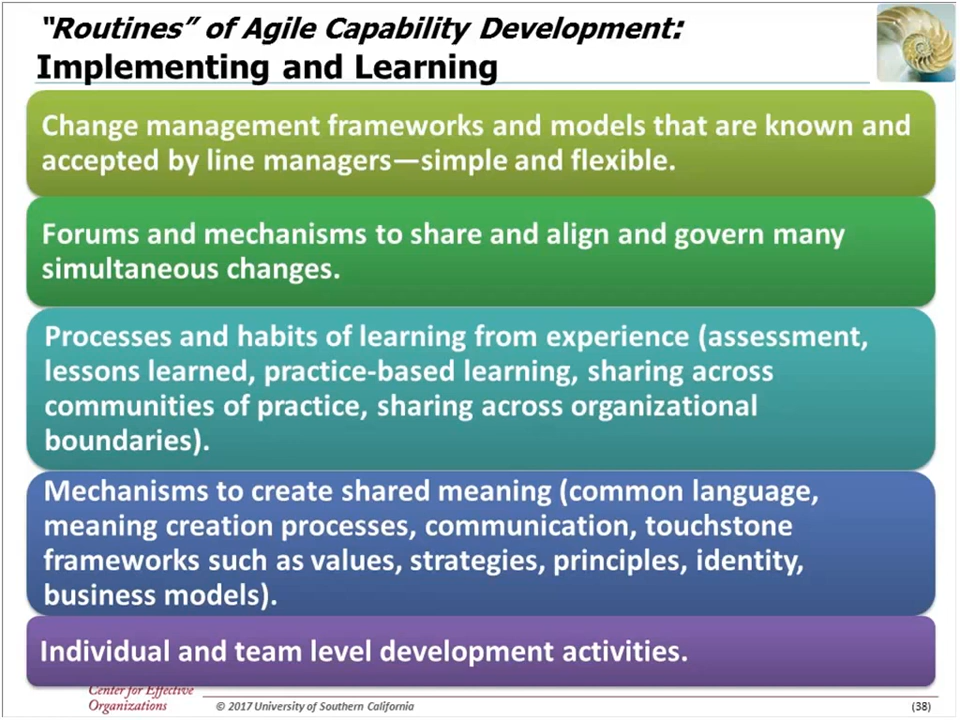 “Routines” of Agile Capability Development:
Implementing and Learning
Change management frameworks and models that are known and
accepted by line managers—simple and flexible.
Forums and mechanisms to share and align and govern many
simultaneous changes.
Processes and habits of learning from experience (assessment,
lessons learned, practice-based learning, sharing across
communities of practice, sharing across organizational
boundaries).
Mechanisms to create shared meaning (common language,
meaning creation processes, communication, touchstone
frameworks such as values, strategies, principles, identity,
business models).
Individual and team level development activities.
Center for Effective
Organizations
© 2017 University of Southern California
(38)